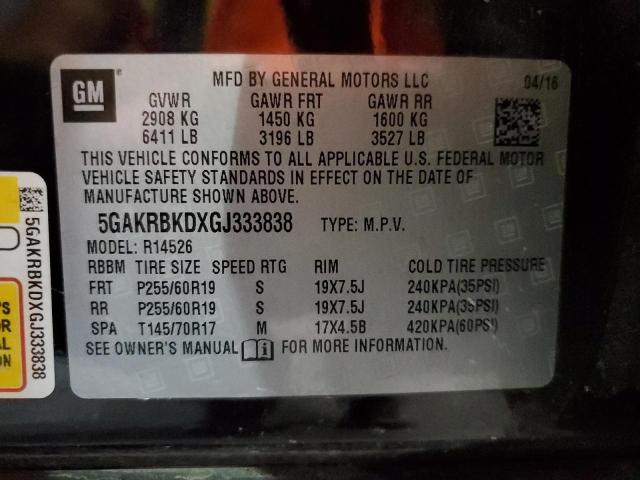 GM
MFD BY GENERAL MOTORS LLC 04/16
GVWR GAWR FRT GAWR RR
2908 KG 1450 KG 1600 KG
6411 LB 3196 LB 3527 LB
THIS VEHICLE CONFORMS TO ALL APPLICABLE U.S. FEDERAL MOTOR
VEHICLE SAFETY STANDARDS IN EFFECT ON THE DATE OF
MANUFACTURE SHOWN ABOVE.
5GAKRBKDXGJ333838 TYPE: M.P.V.
MODEL: R14526
RBBM TIRE SIZE SPEED RTG RIM COLD TIRE PRESSURE
FRT P255/60R19 S 19X7.5J 240KPA(35PSI)
RR P255/60R19 S 19X7.5J 240KPA(35PSI)
SPA T145/70R17 M 17X4.5B 420KPA(60PSI)
SEE OWNER'S MANUAL FOR MORE INFORMATION.
5GAKRBKDXGJ333838